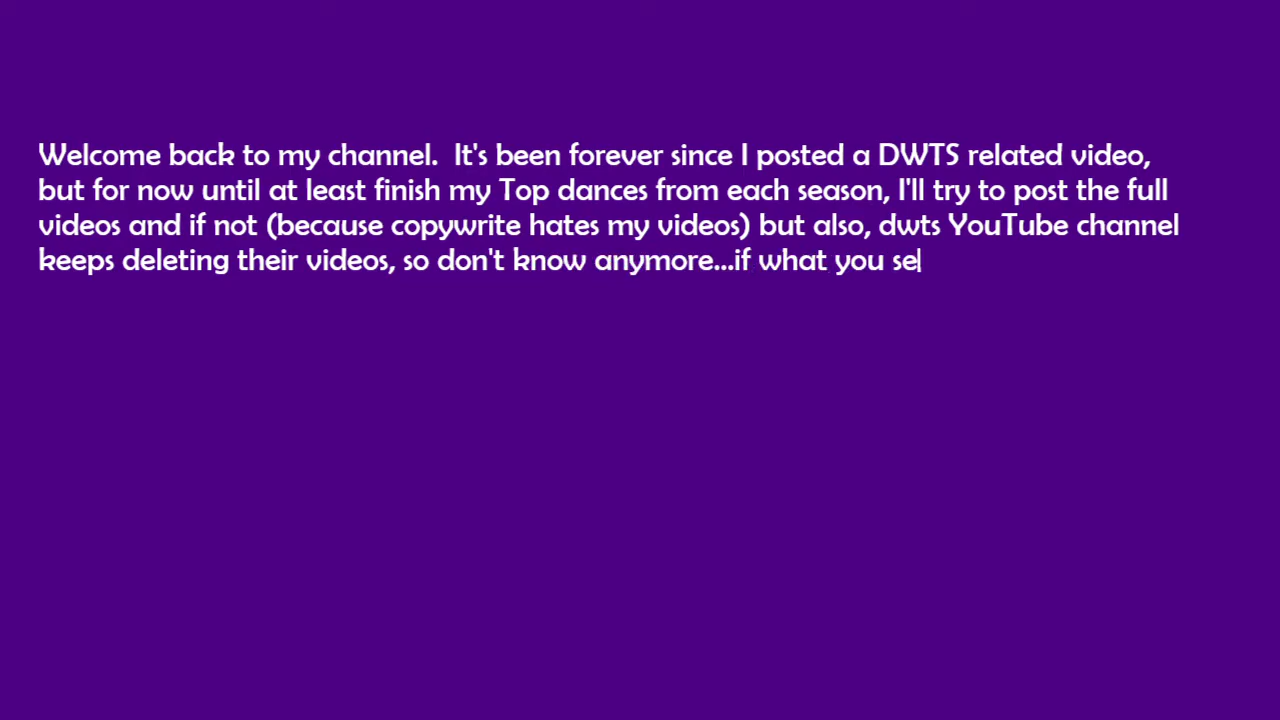 Welcome back to my channel.  It's been forever since I posted a DWTS related video,
but for now until at least finish my Top dances from each season, I'll try to post the full
videos and if not (because copywrite hates my videos) but also, dwts YouTube channel
keeps deleting their videos, so don't know anymore...if what you se